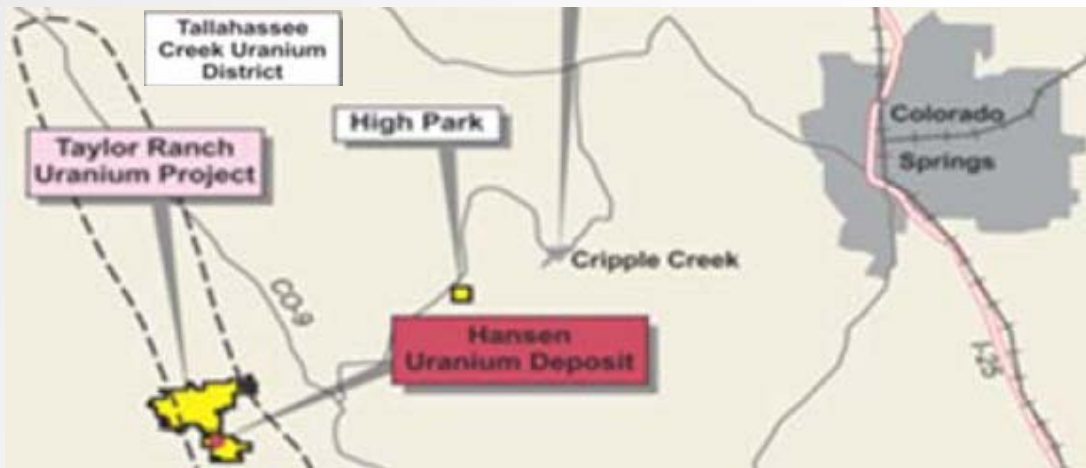 Tallahassee
Creek Uranium
District
High Park
Taylor Ranch
Uranium Project
Colorado
Springs
Cripple Creek
CO-9
Hansen
Uranium Deposit
I-25